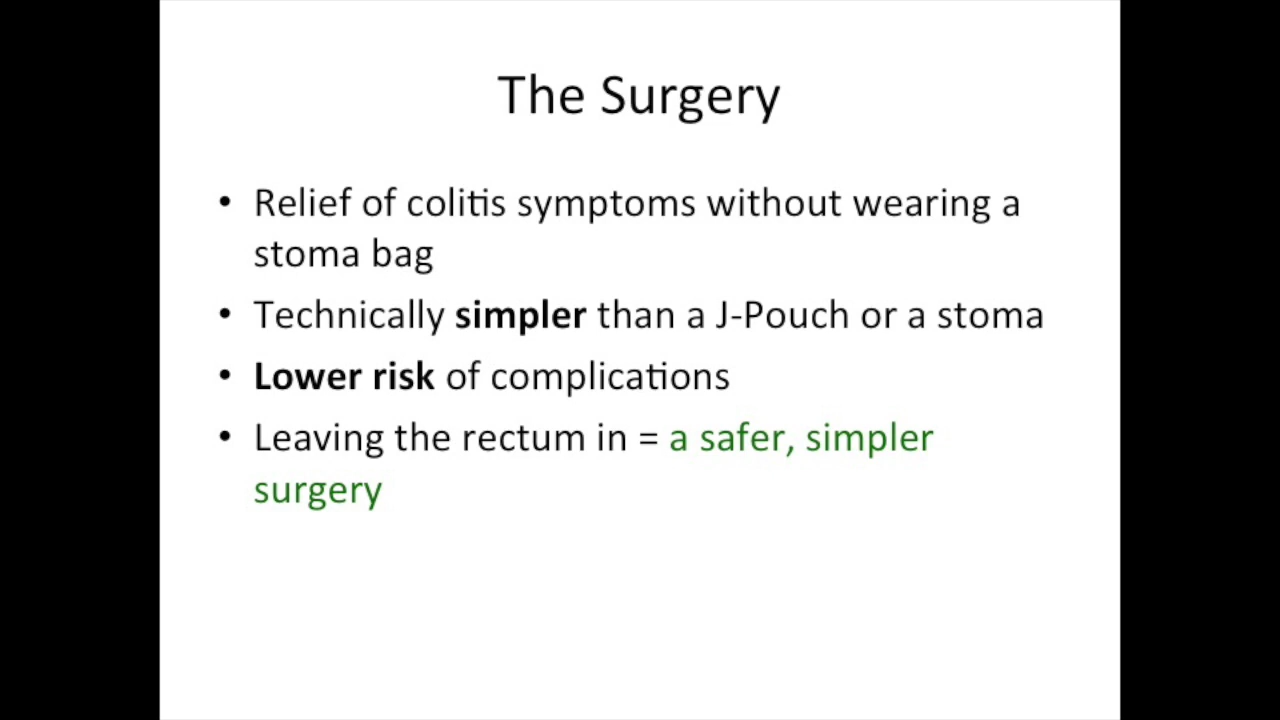 The Surgery
• Relief of colitis symptoms without wearing a
stoma bag
• Technically simpler than a J-Pouch or a stoma
• Lower risk of complications
• Leaving the rectum in = a safer, simpler
surgery